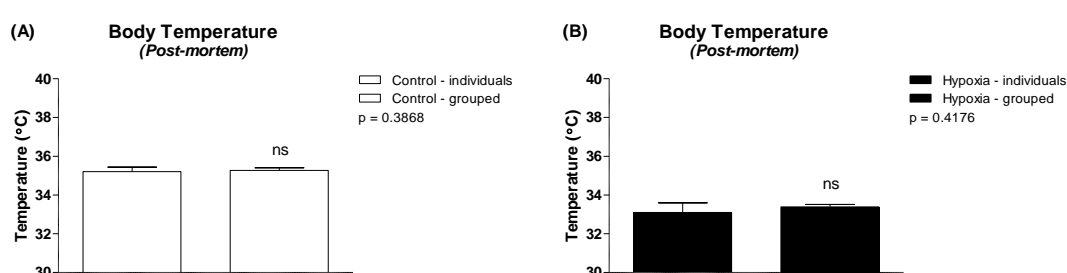 (A)
Body Temperature
(Post-mortem)
Temperature (°C)
40
38
36
34
32
30
ns
Control - individuals
Control - grouped
p = 0.3868
(B)
Body Temperature
(Post-mortem)
Temperature (°C)
40
38
36
34
32
30
ns
Hypoxia - individuals
Hypoxia - grouped
p = 0.4176